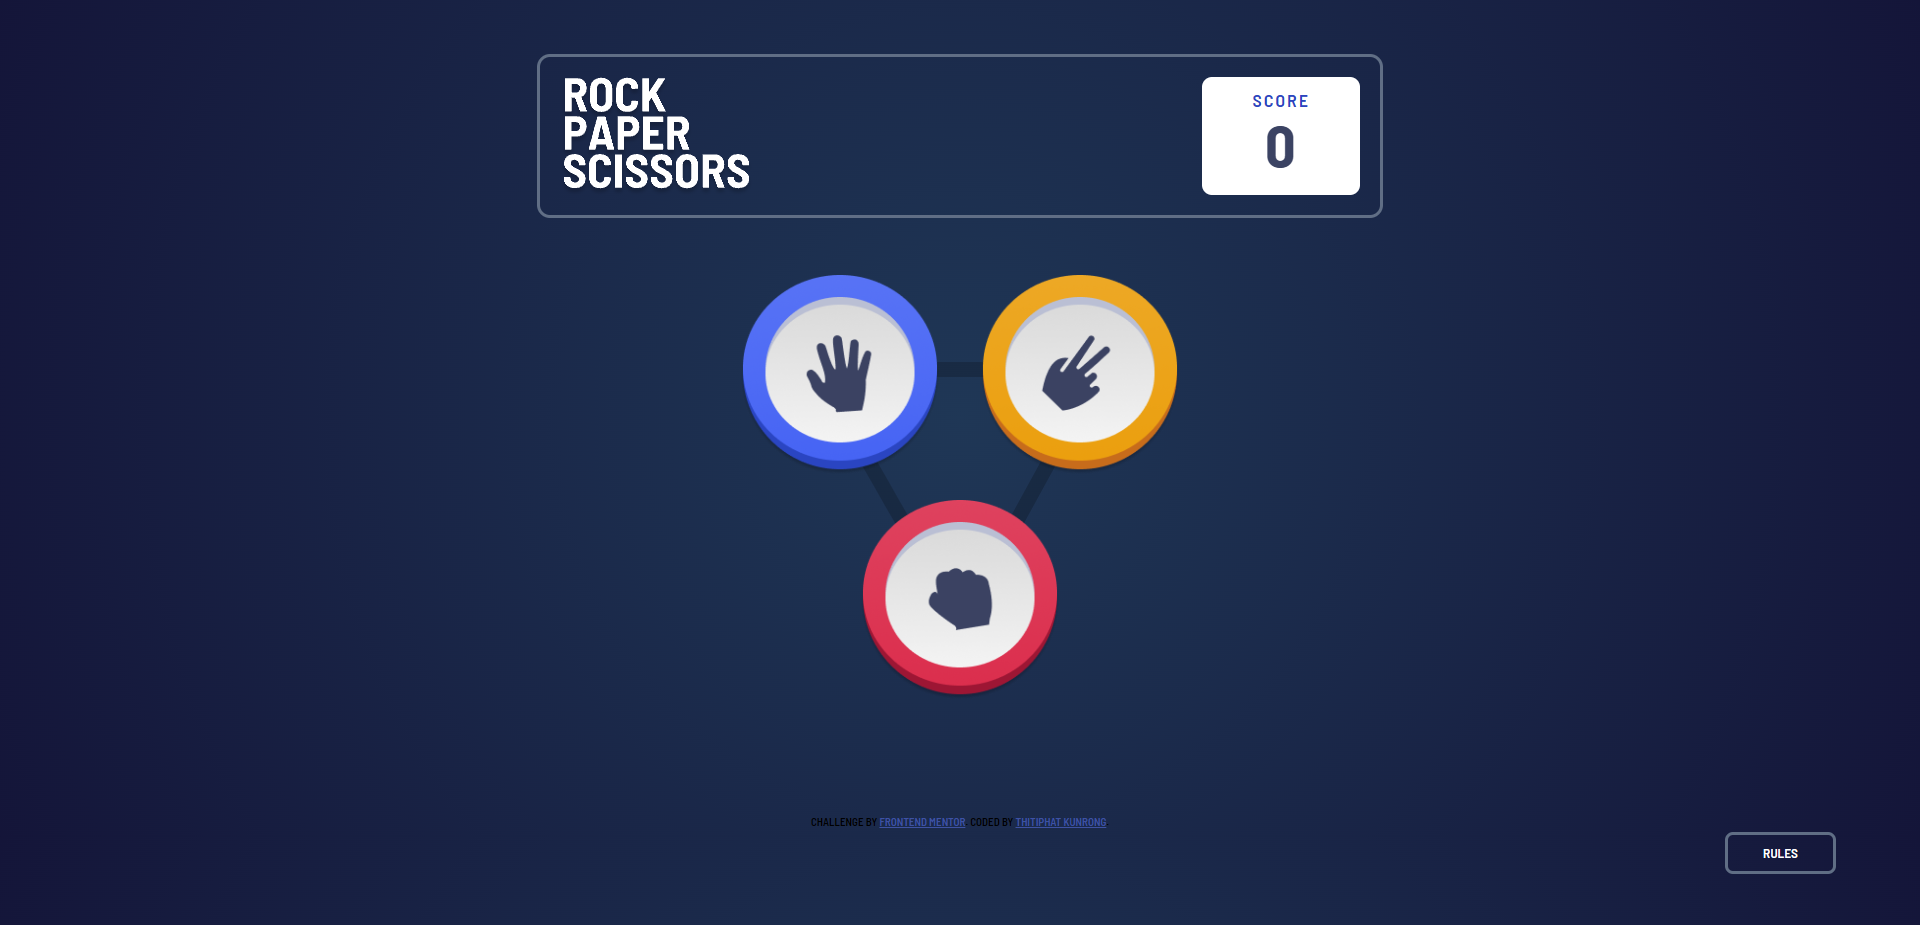 ROCK
PAPER
SCISSORS
SCORE
0
CHALLENGE BY FRONTEND MENTOR. CODED BY THITIPHAT KUNRONG
RULES